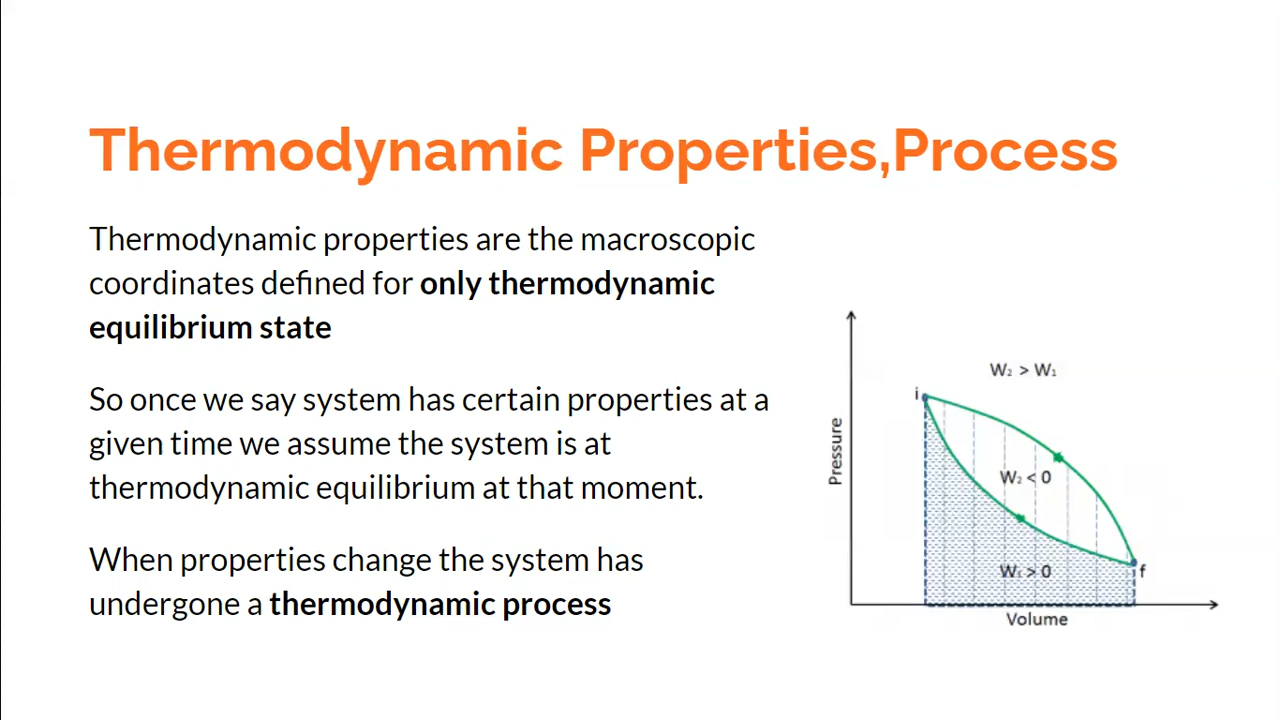 Thermodynamic Properties,Process
Thermodynamic properties are the macroscopic
coordinates defined for only thermodynamic
equilibrium state
So once we say system has certain properties at a
given time we assume the system is at
thermodynamic equilibrium at that moment.
When properties change the system has
undergone a thermodynamic process
W₂ > W₁
i
Pressure
W₂ < 0
W₁ > 0
f
Volume